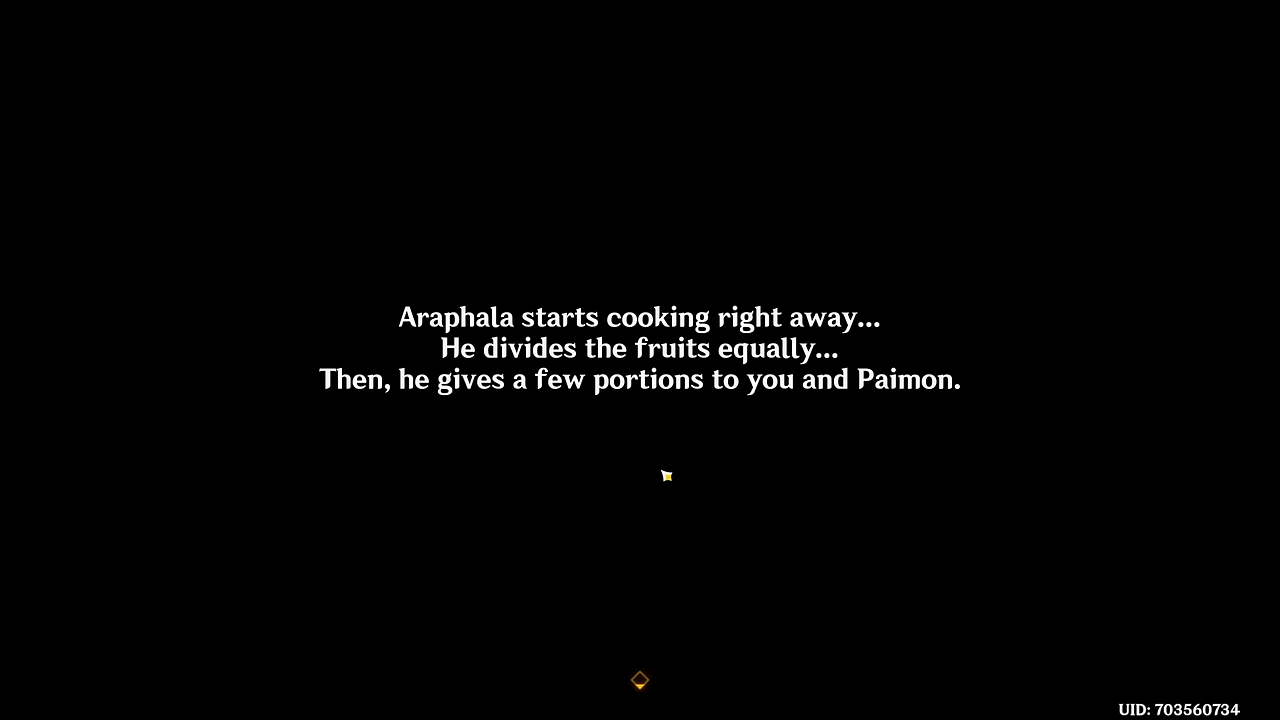 Araphala starts cooking right away...
He divides the fruits equally...
Then, he gives a few portions to you and Paimon.
UID: 703560734